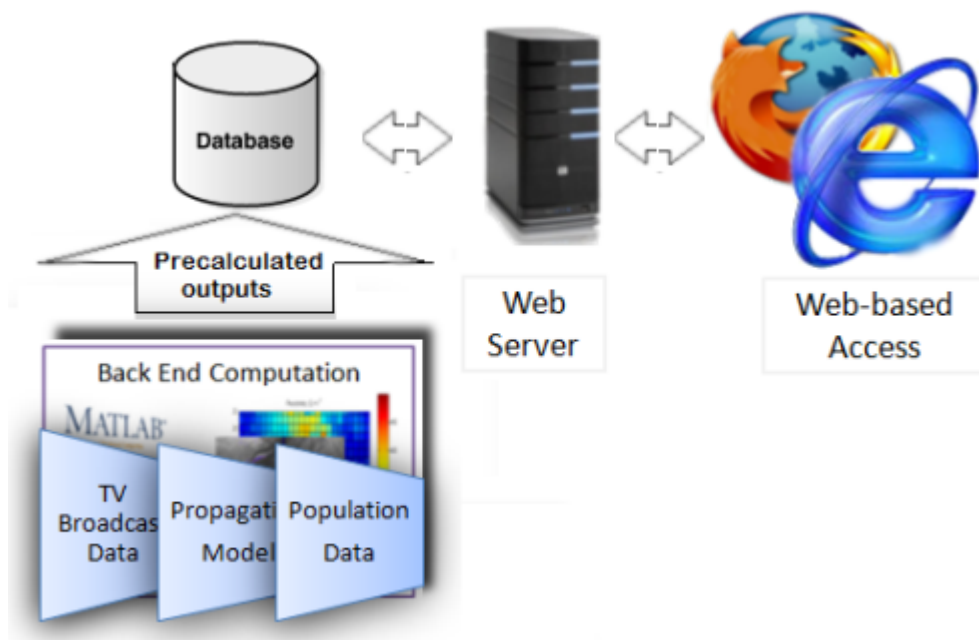 Database
Precalculated
outputs
Web
Server
Web-based
Access
Back End Computation
MATLAB
TV
Broadcas
Data
Propagati
Model
Population
Data